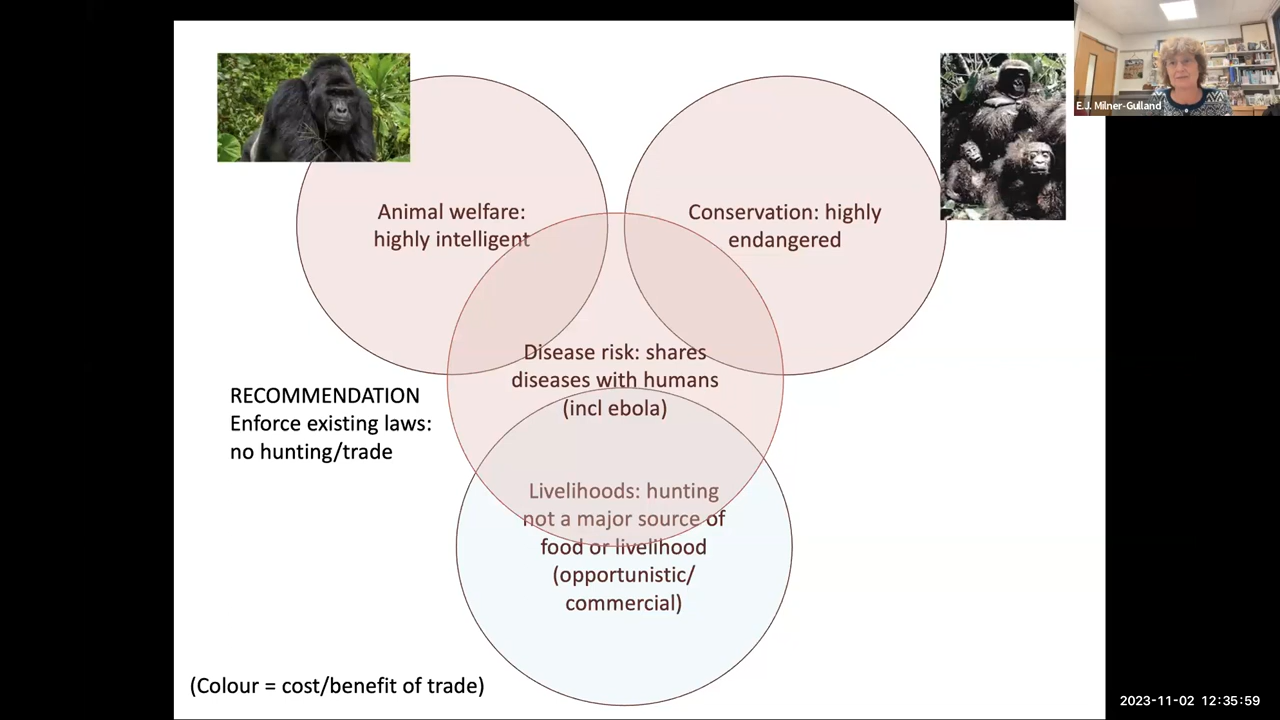 E.J. Milner-Gulland
Animal welfare:
highly intelligent
Conservation: highly
endangered
Disease risk: shares
diseases with humans
(incl ebola)
RECOMMENDATION
Enforce existing laws:
no hunting/trade
Livelihoods: hunting
not a major source of
food or livelihood
(opportunistic/
commercial)
(Colour = cost/benefit of trade)
2023-11-02 12:35:59